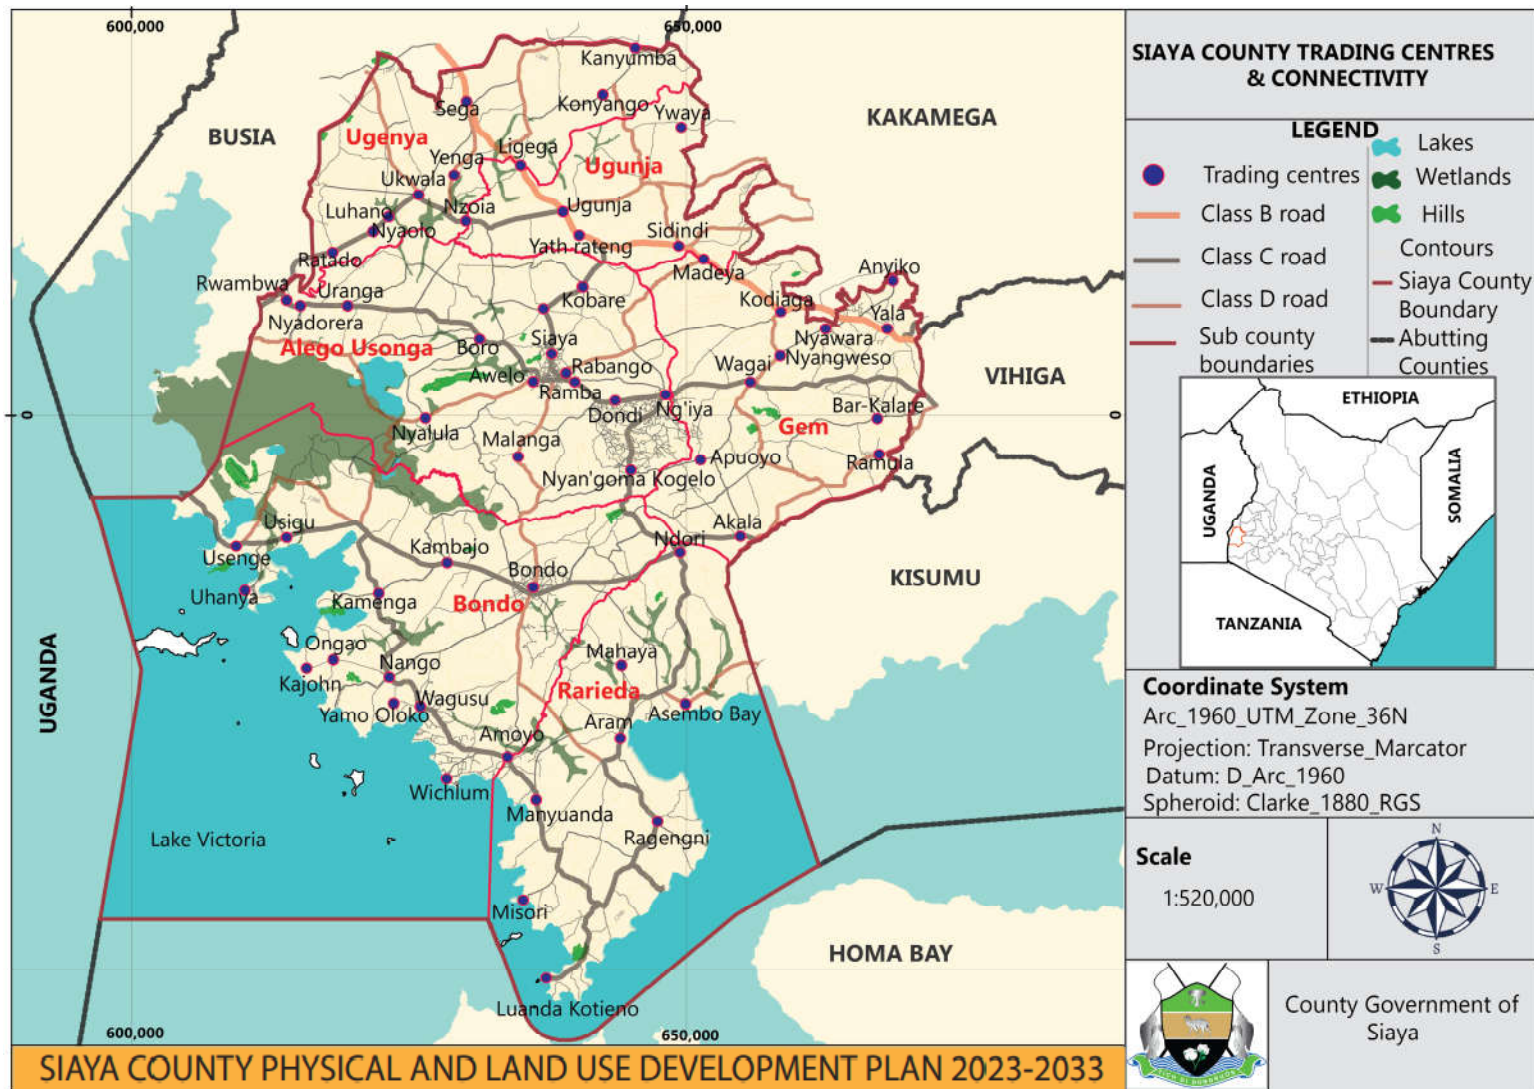 600,000
650,000
Kanyumba
Sega
Konyango
Ywaya
KAKAMEGA
BUSIA
Ugenya
Ligega
Yenga
Ugunja
Ukwala
Luhano
Nzoia
Ugunja
Nyaolo
Yath rateng
Sidindi
Ratado
Madeya
Anyiko
Rwambwa
Uranga
Kobare
Kodiaga
Nyadorera
Yala
Siaya
Nyawara
Alego Usonga
Boro
Nyangweso
Rabango
Wagai
Awelo
Ramba
VIHIGA
0
Dondi
Ng'iya
Bar-Kalare
0
Nyalula
Malanga
Gem
Apuoyo
Ramula
Nyan'goma Kogelo
Usigu
Akala
Usenge
Kambajo
Ndori
Bondo
KISUMU
Uhanya
Kamenga
Bondo
UGANDA
Ongao
Nango
Mahaya
Kajohn
Rarieda
Yamo Oloko
Wagusu
Aram
Asembo Bay
Amoyo
Wichlum
Manyuanda
Ragengni
Lake Victoria
Misori
HOMA BAY
Luanda Kotieno
600,000
650,000
SIAYA COUNTY PHYSICAL AND LAND USE DEVELOPMENT PLAN 2023-2033
SIAYA COUNTY TRADING CENTRES
& CONNECTIVITY
LEGEND
Trading centres
Class B road
Class C road
Class D road
Sub county
boundaries
Lakes
Wetlands
Hills
Contours
Siaya County
Boundary
Abutting
Counties
ETHIOPIA
UGANDA
SOMALIA
TANZANIA
Coordinate System
Arc_1960_UTM_Zone_36N
Projection: Transverse_Marcator
Datum: D_Arc_1960
Spheroid: Clarke_1880_RGS
Scale
1:520,000
N
W
E
S
County Government of
Siaya